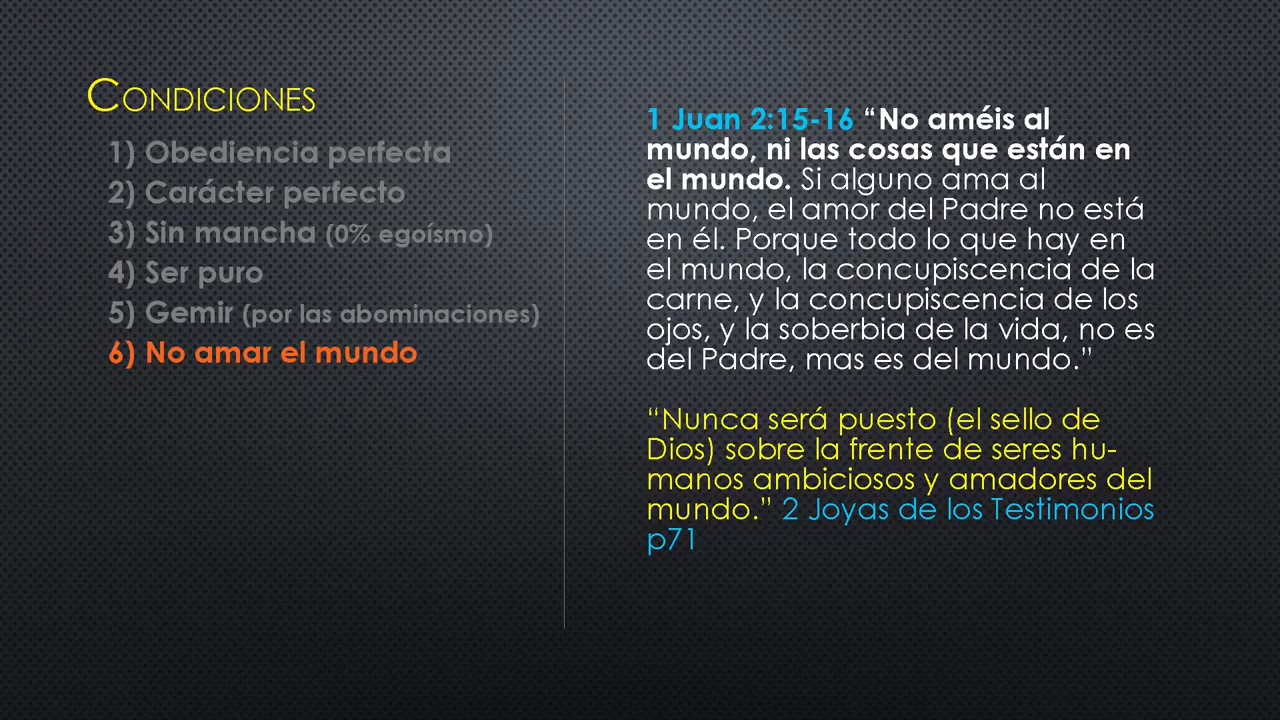 CONDICIONES
1) Obediencia perfecta
2) Carácter perfecto
3) Sin mancha (0% egoísmo)
4) Ser puro
5) Gemir (por las abominaciones)
6) No amar el mundo
1 Juan 2:15-16 “No améis al
mundo, ni las cosas que están en
el mundo. Si alguno ama al
mundo, el amor del Padre no está
en él. Porque todo lo que hay en
el mundo, la concupiscencia de la
carne, y la concupiscencia de los
ojos, y la soberbia de la vida, no es
del Padre, mas es del mundo.”
“Nunca será puesto (el sello de
Dios) sobre la frente de seres hu-
manos ambiciosos y amadores del
mundo.” 2 Joyas de los Testimonios
p71